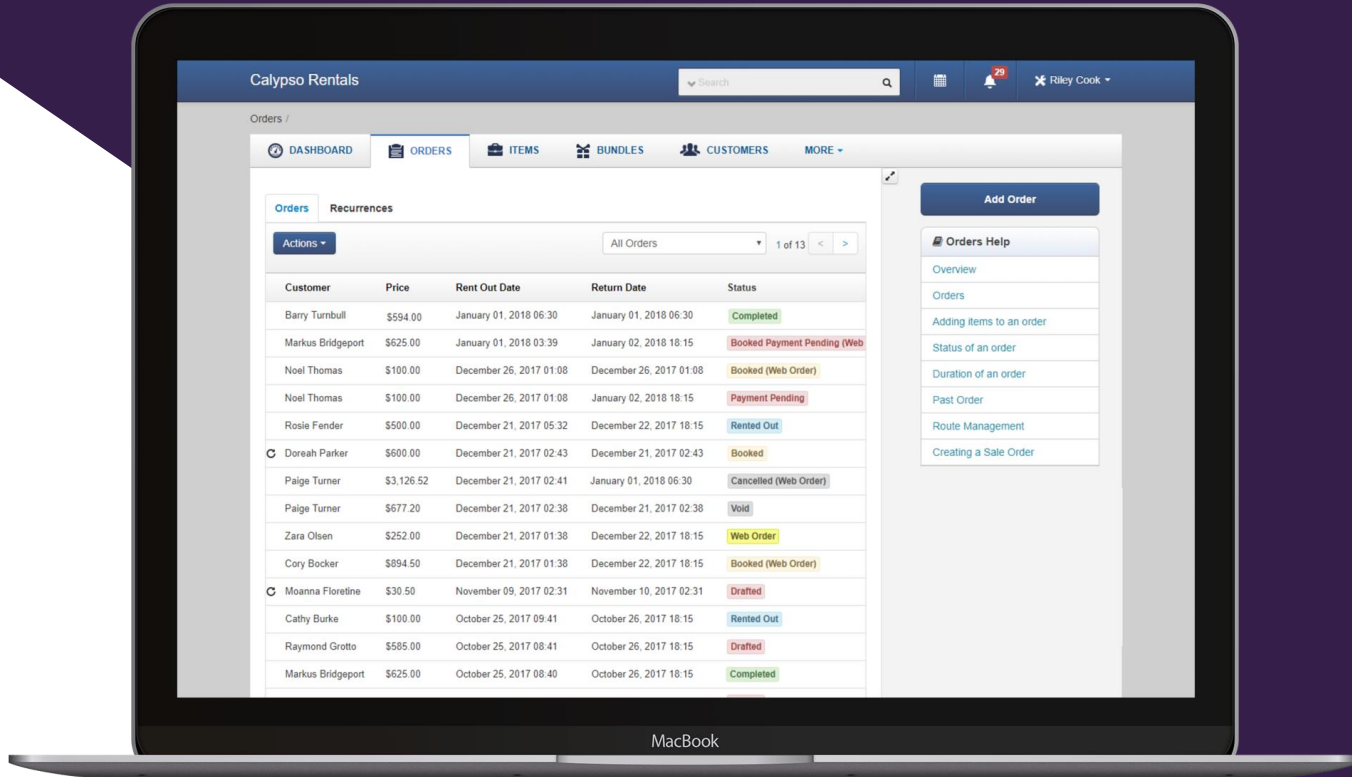 Calypso Rentals
Search
29
Riley Cook
Orders /
DASHBOARD ORDERS ITEMS BUNDLES CUSTOMERS MORE
Add Order
Orders Recurrences
Actions All Orders 1 of 13 < >
Orders Help
Overview
Orders
Adding items to an order
Status of an order
Duration of an order
Past Order
Route Management
Creating a Sale Order
Customer Price Rent Out Date Return Date Status
Barry Turnbull $594.00 January 01, 2018 06:30 January 01, 2018 06:30 Completed
Markus Bridgeport $625.00 January 01, 2018 03:39 January 02, 2018 18:15 Booked Payment Pending (Web
Noel Thomas $100.00 December 26, 2017 01:08 December 26, 2017 01:08 Booked (Web Order)
Noel Thomas $100.00 December 26, 2017 01:08 January 02, 2018 18:15 Payment Pending
Rosie Fender $500.00 December 21, 2017 05:32 December 22, 2017 18:15 Rented Out
Doreah Parker $600.00 December 21, 2017 02:43 December 21, 2017 02:43 Booked
Paige Turner $3,126.52 December 21, 2017 02:41 January 01, 2018 06:30 Cancelled (Web Order)
Paige Turner $677.20 December 21, 2017 02:38 December 21, 2017 02:38 Void
Zara Olsen $252.00 December 21, 2017 01:38 December 22, 2017 18:15 Web Order
Cory Bocker $894.50 December 21, 2017 01:38 December 22, 2017 18:15 Booked (Web Order)
Moanna Floretine $30.50 November 09, 2017 02:31 November 10, 2017 02:31 Drafted
Cathy Burke $100.00 October 25, 2017 09:41 October 26, 2017 18:15 Rented Out
Raymond Grotto $585.00 October 25, 2017 08:41 October 26, 2017 18:15 Drafted
Markus Bridgeport $625.00 October 25, 2017 08:40 October 26, 2017 18:15 Completed
MacBook